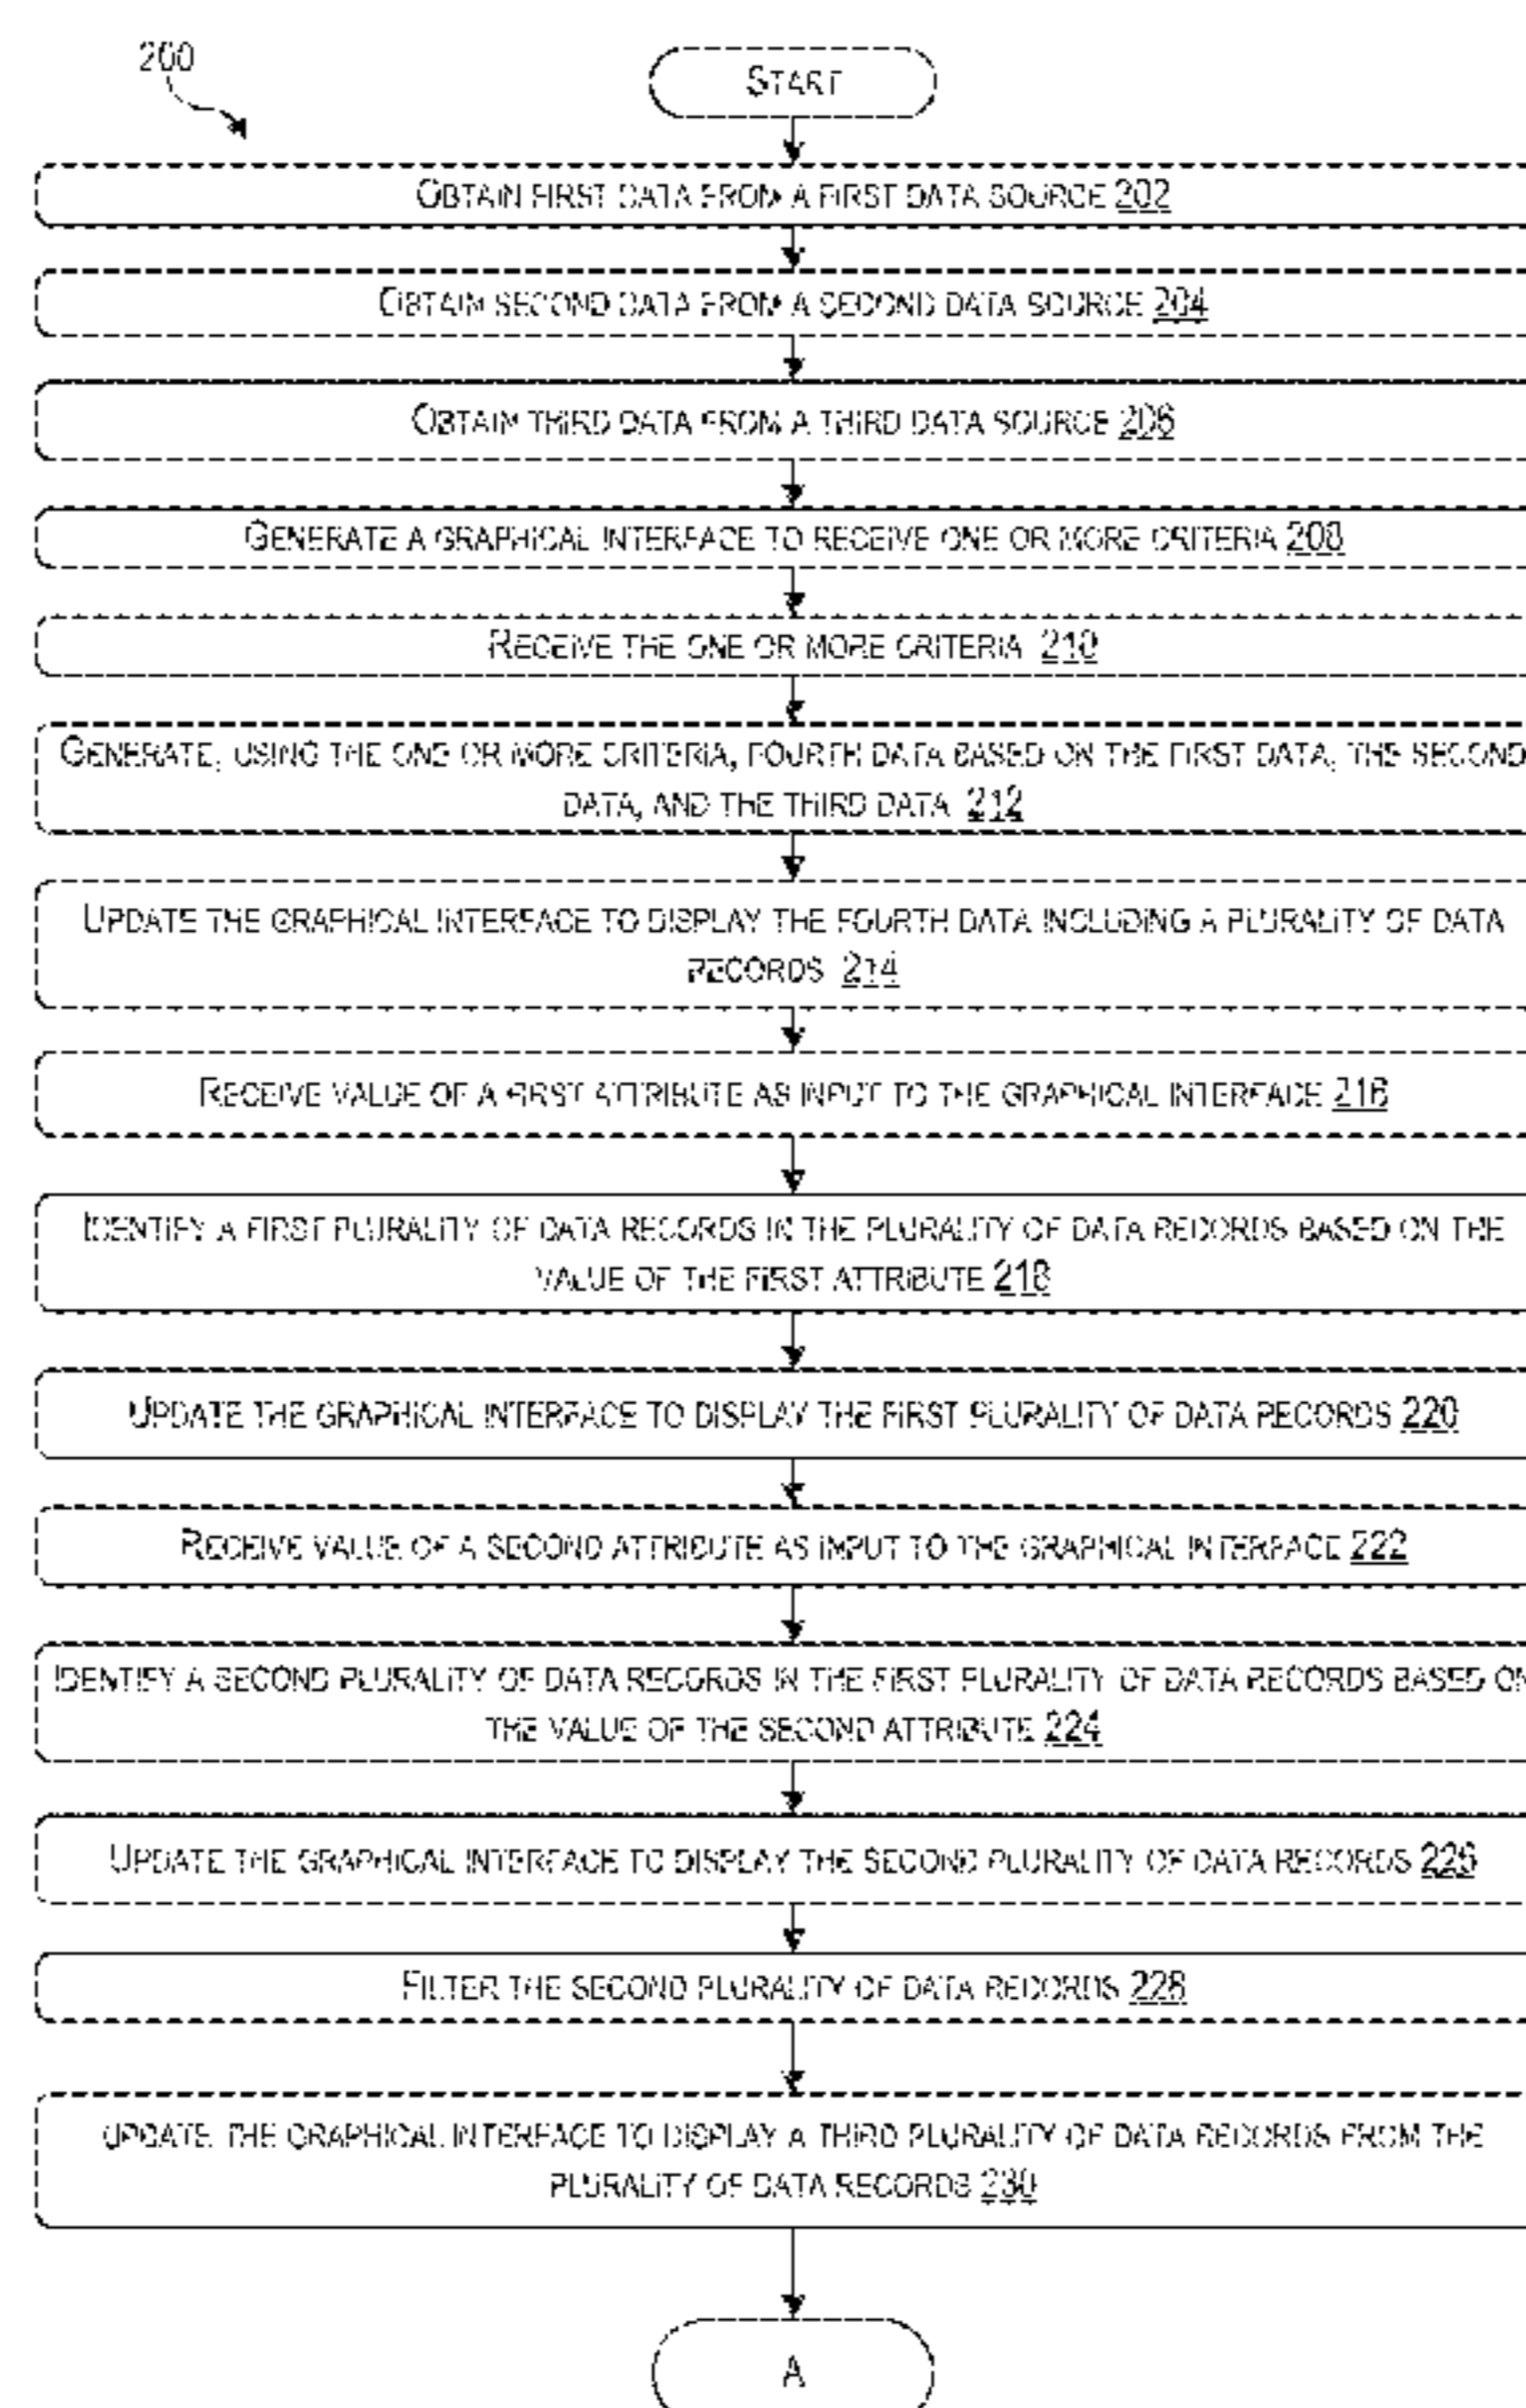 200
START
OBTAIN FIRST DATA FROM A FIRST DATA SOURCE 202
OBTAIN SECOND DATA FROM A SECOND DATA SOURCE 204
OBTAIN THIRD DATA FROM A THIRD DATA SOURCE 206
GENERATE A GRAPHICAL INTERFACE TO RECEIVE ONE OR MORE CRITERIA 208
RECEIVE THE ONE OR MORE CRITERIA 210
GENERATE, USING THE ONE OR MORE CRITERIA, FOURTH DATA BASED ON THE FIRST DATA, THE SECOND
DATA, AND THE THIRD DATA 212
UPDATE THE GRAPHICAL INTERFACE TO DISPLAY THE FOURTH DATA INCLUDING A PLURALITY OF DATA
RECORDS 214
RECEIVE VALUE OF A FIRST ATTRIBUTE AS INPUT TO THE GRAPHICAL INTERFACE 216
IDENTIFY A FIRST PLURALITY OF DATA RECORDS IN THE PLURALITY OF DATA RECORDS BASED ON THE
VALUE OF THE FIRST ATTRIBUTE 218
UPDATE THE GRAPHICAL INTERFACE TO DISPLAY THE FIRST PLURALITY OF DATA RECORDS 220
RECEIVE VALUE OF A SECOND ATTRIBUTE AS INPUT TO THE GRAPHICAL INTERFACE 222
IDENTIFY A SECOND PLURALITY OF DATA RECORDS IN THE FIRST PLURALITY OF DATA RECORDS BASED ON
THE VALUE OF THE SECOND ATTRIBUTE 224
UPDATE THE GRAPHICAL INTERFACE TO DISPLAY THE SECOND PLURALITY OF DATA RECORDS 226
FILTER THE SECOND PLURALITY OF DATA RECORDS 228
UPDATE THE GRAPHICAL INTERFACE TO DISPLAY A THIRD PLURALITY OF DATA RECORDS FROM THE
PLURALITY OF DATA RECORDS 230
A